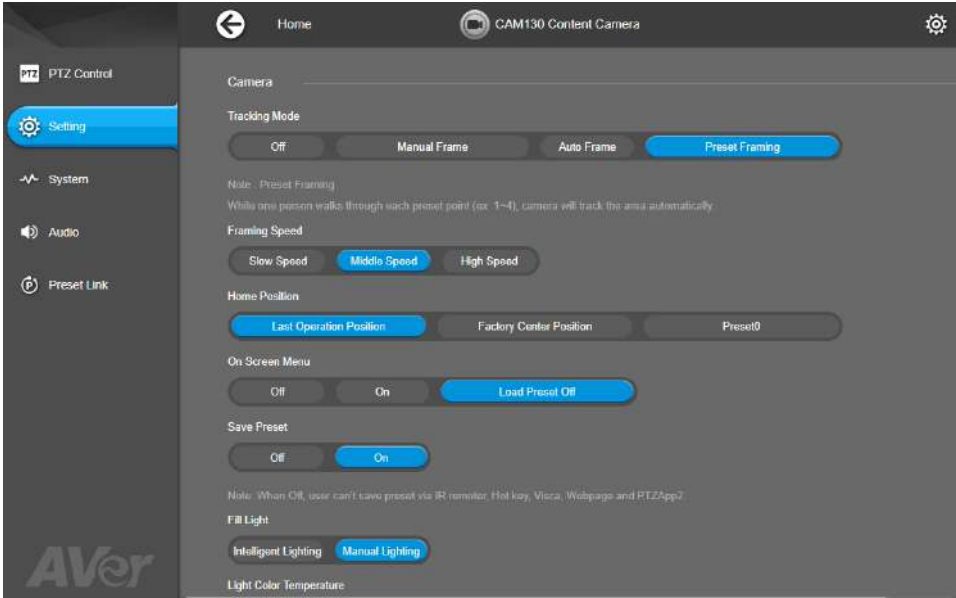 Home
CAM130 Content Camera
PTZ PTZ Control
Setting
System
Audio
Preset Link
AVer
Camera
Tracking Mode
Off Manual Frame Auto Frame Preset Framing
Note : Preset Framing
While one person walks through each preset point (ex: 1~4), camera will track the area automatically.
Framing Speed
Slow Speed Middle Speed High Speed
Home Position
Last Operation Position Factory Center Position Preset0
On Screen Menu
Off On Load Preset Off
Save Preset
Off On
Note: When Off, user can't save preset via IR remotor, Hot key, Visca, Webpage and PTZApp2
Fill Light
Intelligent Lighting Manual Lighting
Light Color Temperature